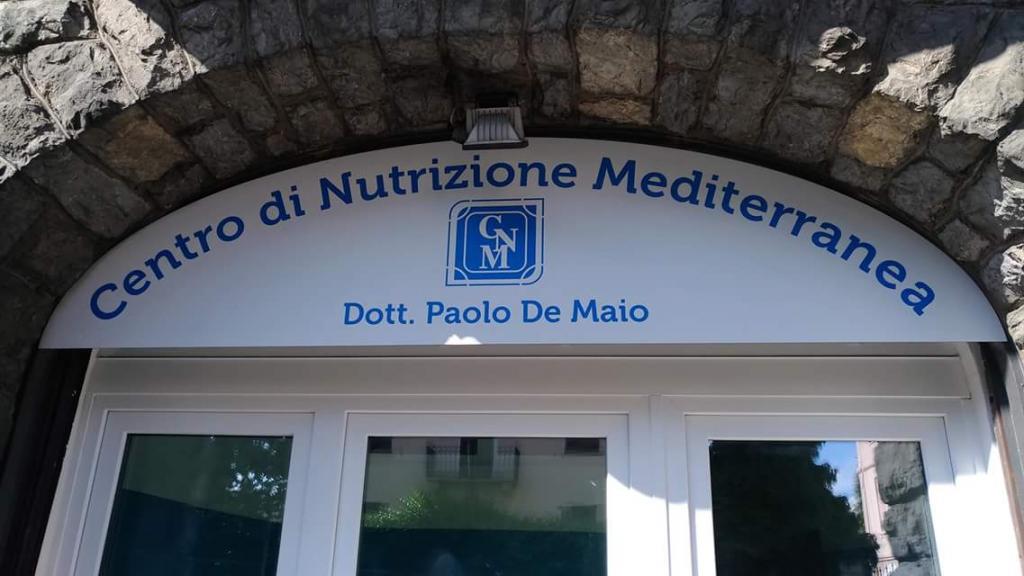 Centro di Nutrizione Mediterranea
CNM
Dott. Paolo De Maio